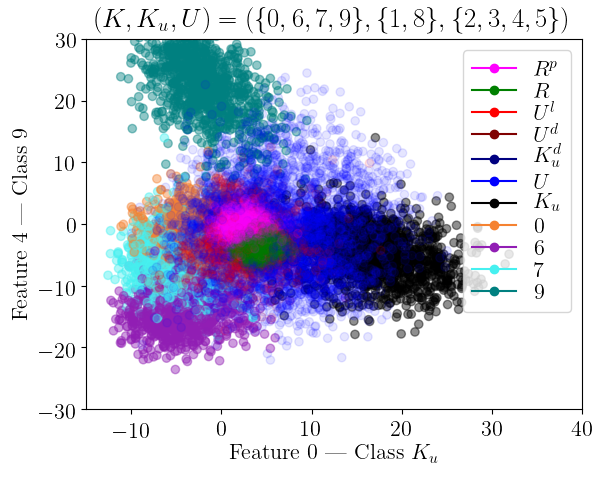 (K, K_u, U) = ({0, 6, 7, 9}, {1, 8}, {2, 3, 4, 5})
30
20
10
0
−10
−20
−30
Feature 4 — Class 9
R^p
R
U^l
U^d
K_u^d
U
K_u
0
6
7
9
−10
0
10
20
30
40
Feature 0 — Class K_u